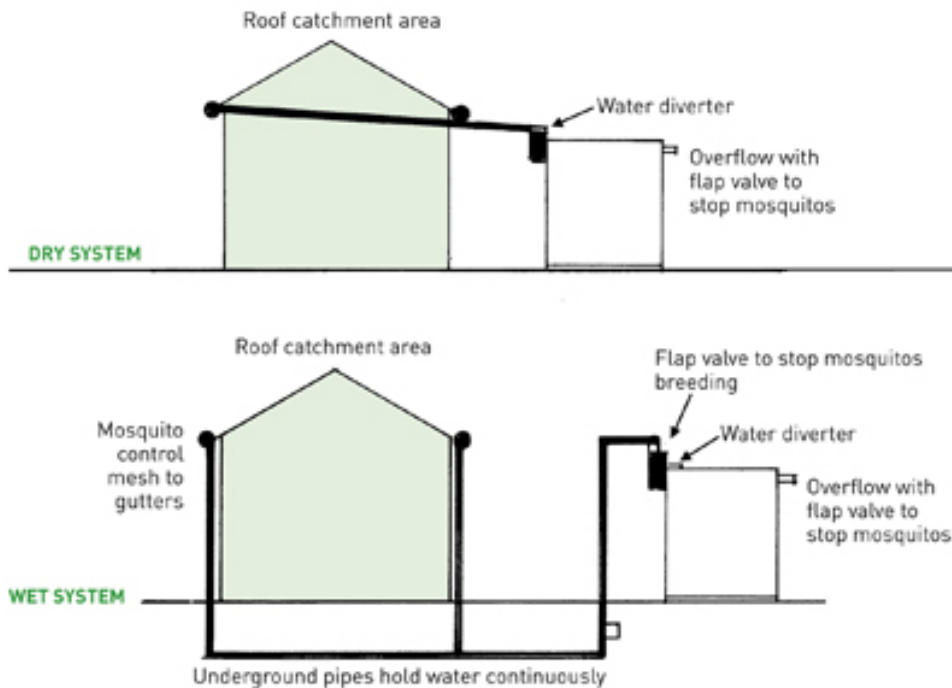 Roof catchment area
Water diverter
Overflow with
flap valve to
stop mosquitos
DRY SYSTEM
Roof catchment area
Flap valve to stop mosquitos
breeding
Mosquito
control
mesh to
gutters
Water diverter
Overflow with
flap valve to
stop mosquitos
WET SYSTEM
Underground pipes hold water continuously